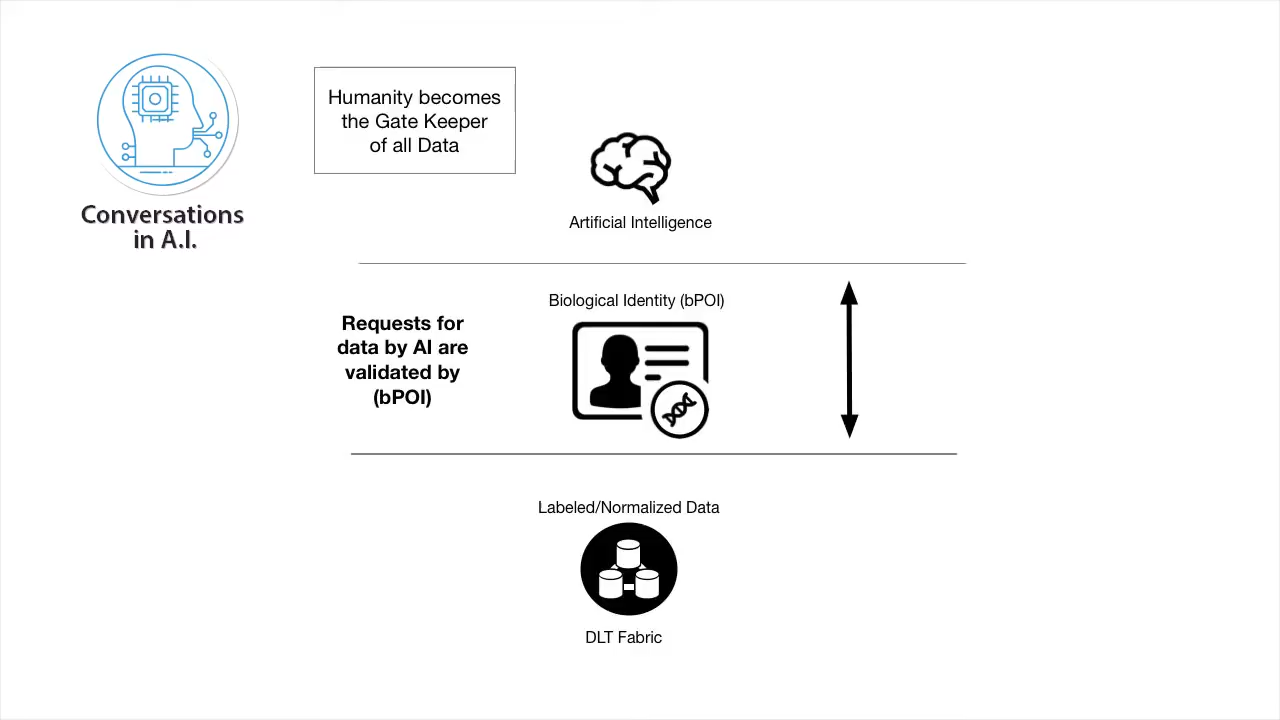 Conversations
in A.I.
Humanity becomes
the Gate Keeper
of all Data
Artificial Intelligence
Biological Identity (bPOI)
Requests for
data by AI are
validated by
(bPOI)
Labeled/Normalized Data
DLT Fabric